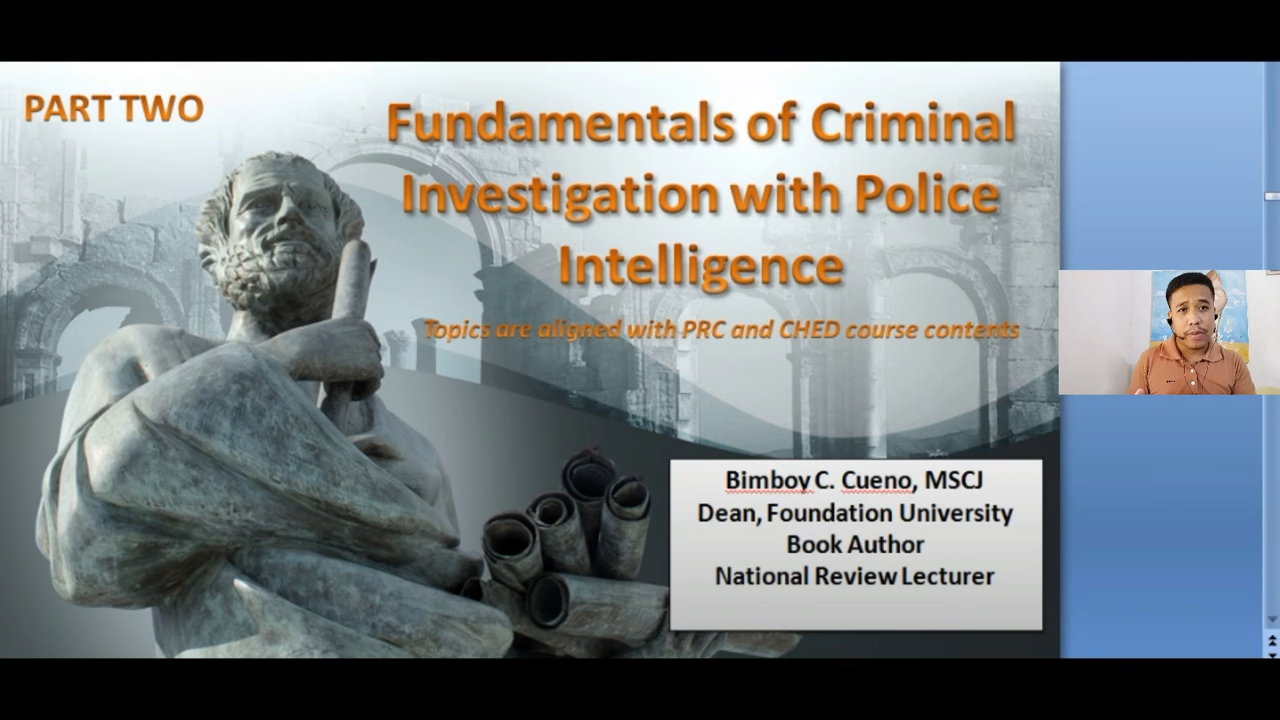 PART TWO
Fundamentals of Criminal
Investigation with Police
Intelligence
Topics are aligned with PRC and CHED course contents
Bimboy C. Cueno, MSCJ
Dean, Foundation University
Book Author
National Review Lecturer